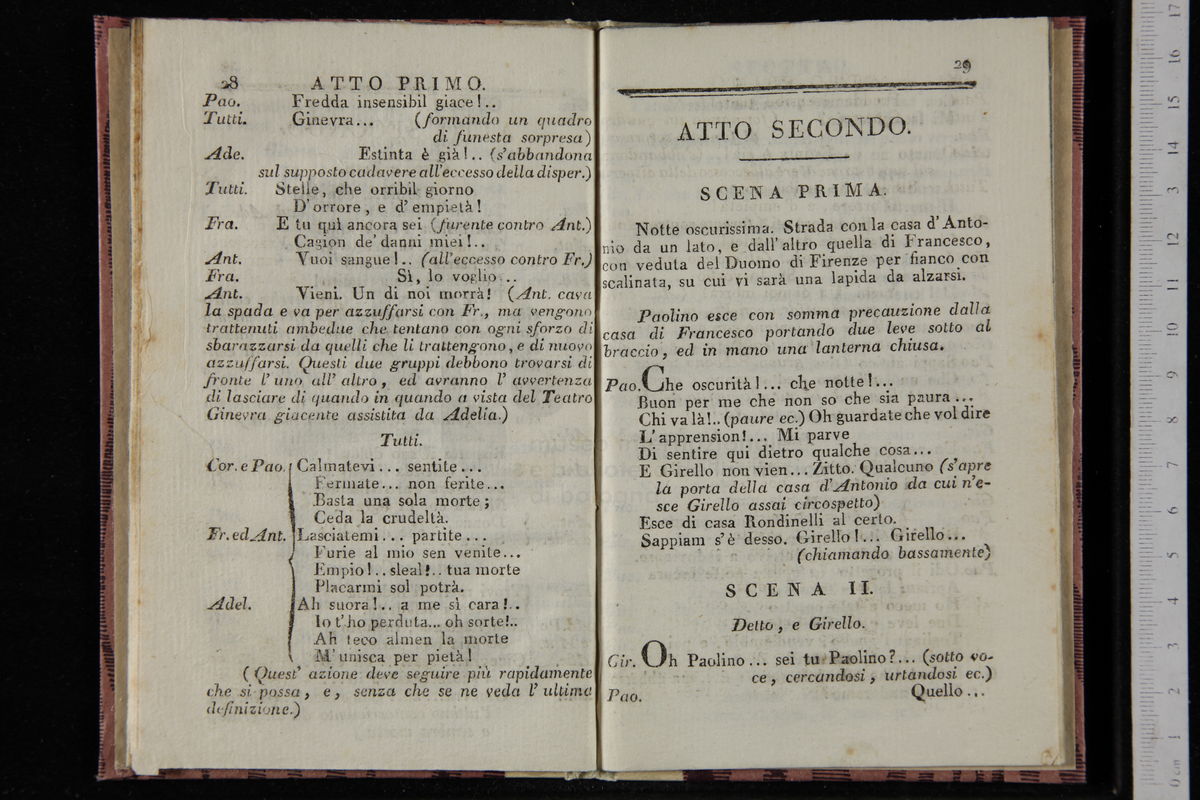 28 ATTO PRIMO.
Pao. Fredda insensibil giace!..
Tutti. Ginevra... (formando un quadro
di funesta sorpresa)
Ade. Estinta è già!.. (s'abbandona
sul supposto cadavere all'eccesso della disper.)
Tutti. Stelle, che orribil giorno
D'orrore, e d'empietà!
Fra. E tu quì ancora sei (furente contro Ant.)
Cagion de' danni miei!..
Ant. Vuoi sangue!.. (all'eccesso contro Fr.)
Fra. Sì, lo voglio...
Ant. Vieni. Un di noi morrà! (Ant. cava
la spada e va per azzuffarsi con Fr., ma vengono
trattenuti ambedue che tentano con ogni sforzo di
sbarazzarsi da quelli che li trattengono, e di nuovo
azzuffarsi. Questi due gruppi debbono trovarsi di
fronte l'uno all'altro, ed avranno l'avvertenza
di lasciare di quando in quando a vista del Teatro
Ginevra giacente assistita da Adelia.)
Tutti.
Cor. e Pao. Calmatevi... sentite...
Fermate... non ferite...
Basta una sola morte;
Ceda la crudeltà.
Fr. ed Ant. Lasciatemi... partite...
Furie al mio sen venite...
Empio!.. sleal!.. tua morte
Placarmi sol potrà.
Adel. Ah suora!.. a me sì cara!..
Io t'ho perduta... oh sorte!..
Ah teco almen la morte
M'unisca per pietà!
(Quest' azione deve seguire più rapidamente
che si possa, e, senza che se ne veda l'ultima
definizione.)
29
ATTO SECONDO.
SCENA PRIMA.
Notte oscurissima. Strada con la casa d'Anto-
nio da un lato, e dall'altro quella di Francesco,
con veduta del Duomo di Firenze per fianco con
scalinata, su cui vi sarà una lapida da alzarsi.
Paolino esce con somma precauzione dalla
casa di Francesco portando due leve sotto al
braccio, ed in mano una lanterna chiusa.
Pao. Che oscurità!... che notte!...
Buon per me che non so che sia paura...
Chi va là!.. (paure ec.) Oh guardate che vol dire
L'apprension!... Mi parve
Di sentire qui dietro qualche cosa...
E Girello non vien... Zitto. Qualcuno (s'apre
la porta della casa d'Antonio da cui n'e-
sce Girello assai circospetto)
Esce di casa Rondinelli al certo.
Sappiam s'è desso. Girello!... Girello...
(chiamando bassamente)
SCENA II.
Detto, e Girello.
Gir. Oh Paolino... sei tu Paolino?... (sotto vo-
ce, cercandosi, urtandosi ec.)
Pao. Quello...